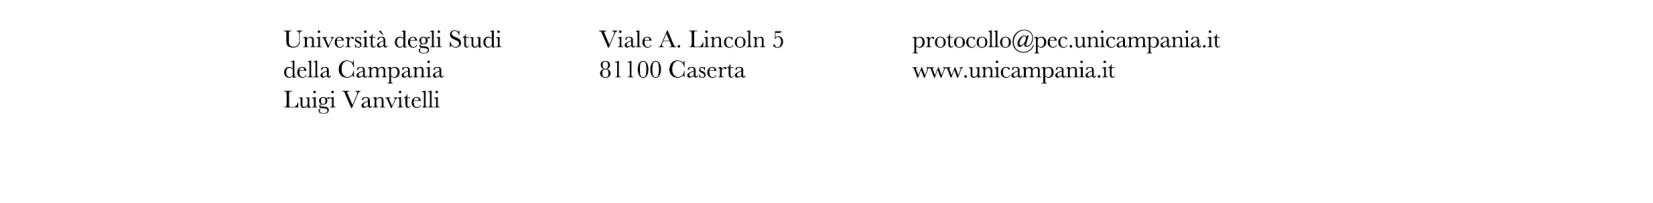 Università degli Studi
della Campania
Luigi Vanvitelli
Viale A. Lincoln 5
81100 Caserta
protocollo@pec.unicampania.it
www.unicampania.it